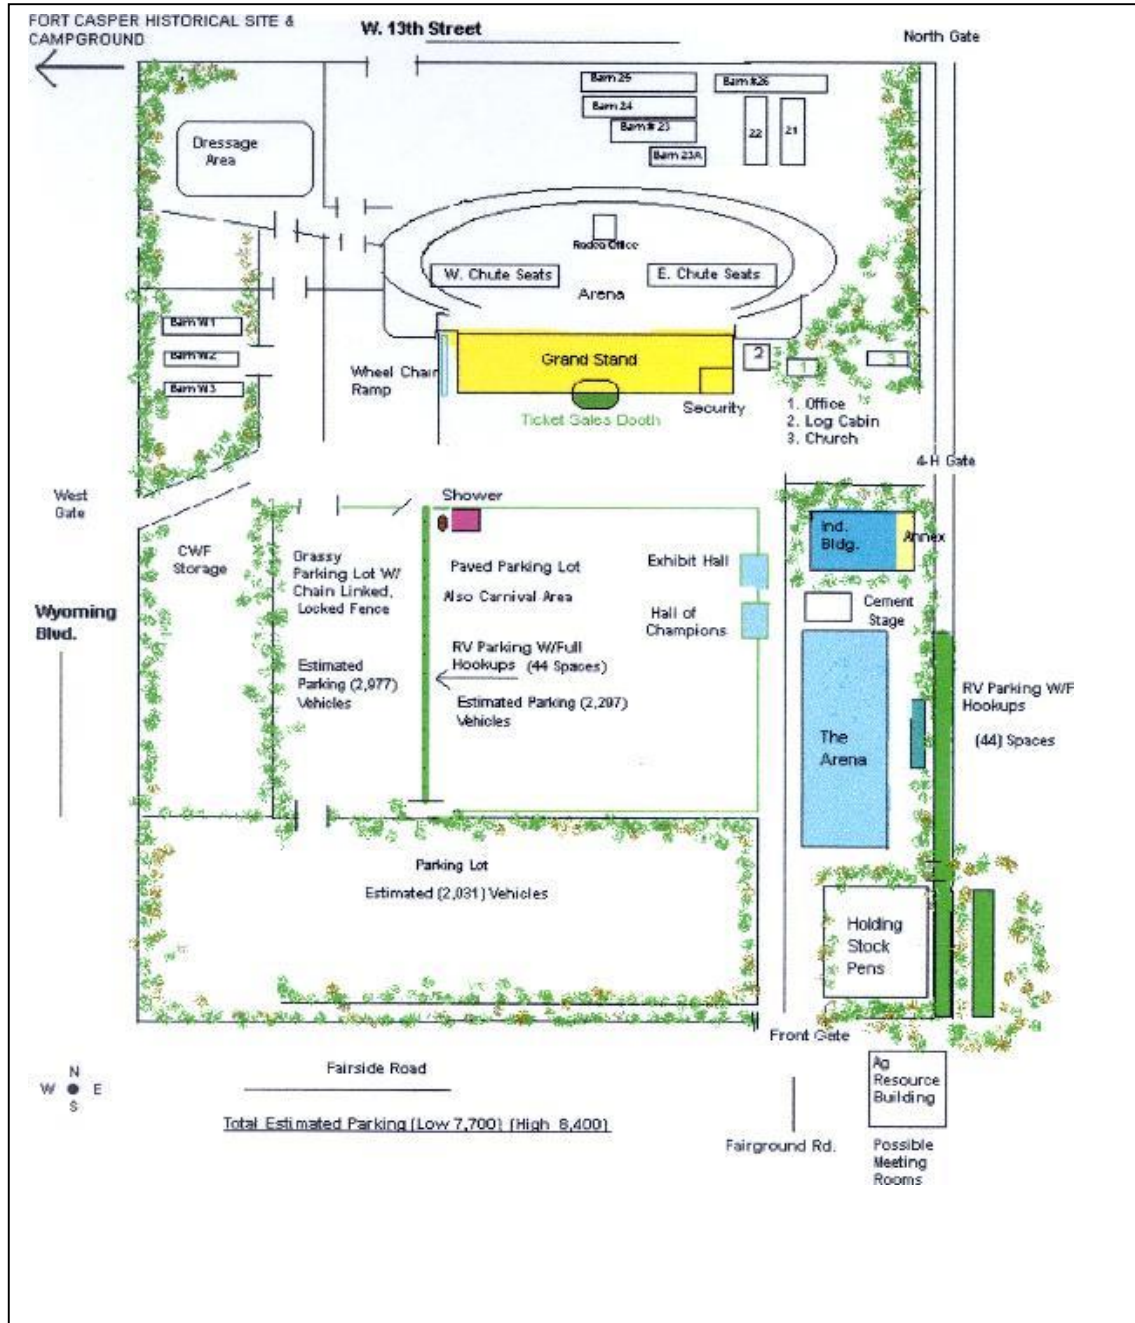 FORT CASPER HISTORICAL SITE &
CAMPGROUND
W. 13th Street
North Gate
Barn 25
Barn #26
Barn 24
Barn # 23
22
21
Barn 23A
Dressage
Area
Rodeo Office
W. Chute Seats
E. Chute Seats
Arena
Barn W1
Barn W2
Barn W3
Wheel Chair
Ramp
Grand Stand
2
1
3
Security
Ticket Sales Booth
1. Office
2. Log Cabin
3. Church
4-H Gate
West
Gate
Shower
CWF
Storage
Grassy
Parking Lot W/
Chain Linked,
Locked Fence
Paved Parking Lot
Also Carnival Area
Exhibit Hall
Hall of
Champions
Ind.
Bldg.
Annex
Cement
Stage
Wyoming
Blvd.
RV Parking W/Full
Hookups (44 Spaces)
Estimated
Parking (2,977)
Vehicles
Estimated Parking (2,297)
Vehicles
The
Arena
RV Parking W/F
Hookups
(44) Spaces
Parking Lot
Estimated (2,031) Vehicles
Holding
Stock
Pens
Front Gate
Fairside Road
N
W E
S
Total Estimated Parking (Low 7,700) (High 8,400)
Fairground Rd.
Ag
Resource
Building
Possible
Meeting
Rooms